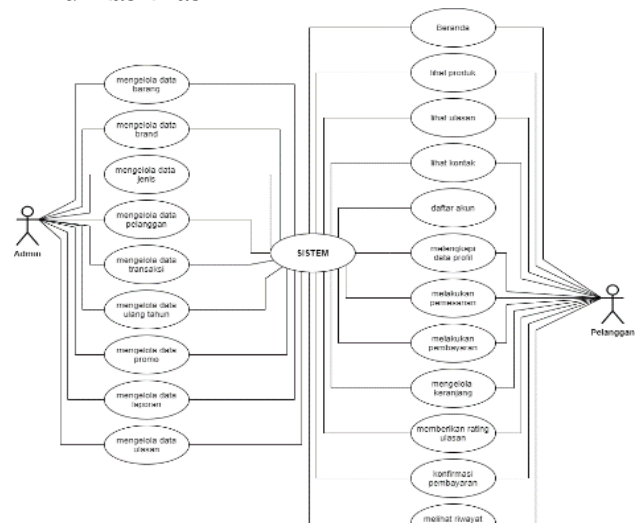 Beranda
lihat produk
lihat ulasan
lihat kontak
daftar akun
melengkapi
data profil
melakukan
pemesanan
melakukan
pembayaran
mengelola
keranjang
memberikan rating
ulasan
konfirmasi
pembayaran
melihat riwayat
mengelola data
barang
mengelola data
brand
mengelola data
jenis
mengelola data
pelanggan
mengelola data
transaksi
mengelola data
ulang tahun
mengelola data
promo
mengelola data
laporan
mengelola data
ulasan
Admin
SISTEM
Pelanggan